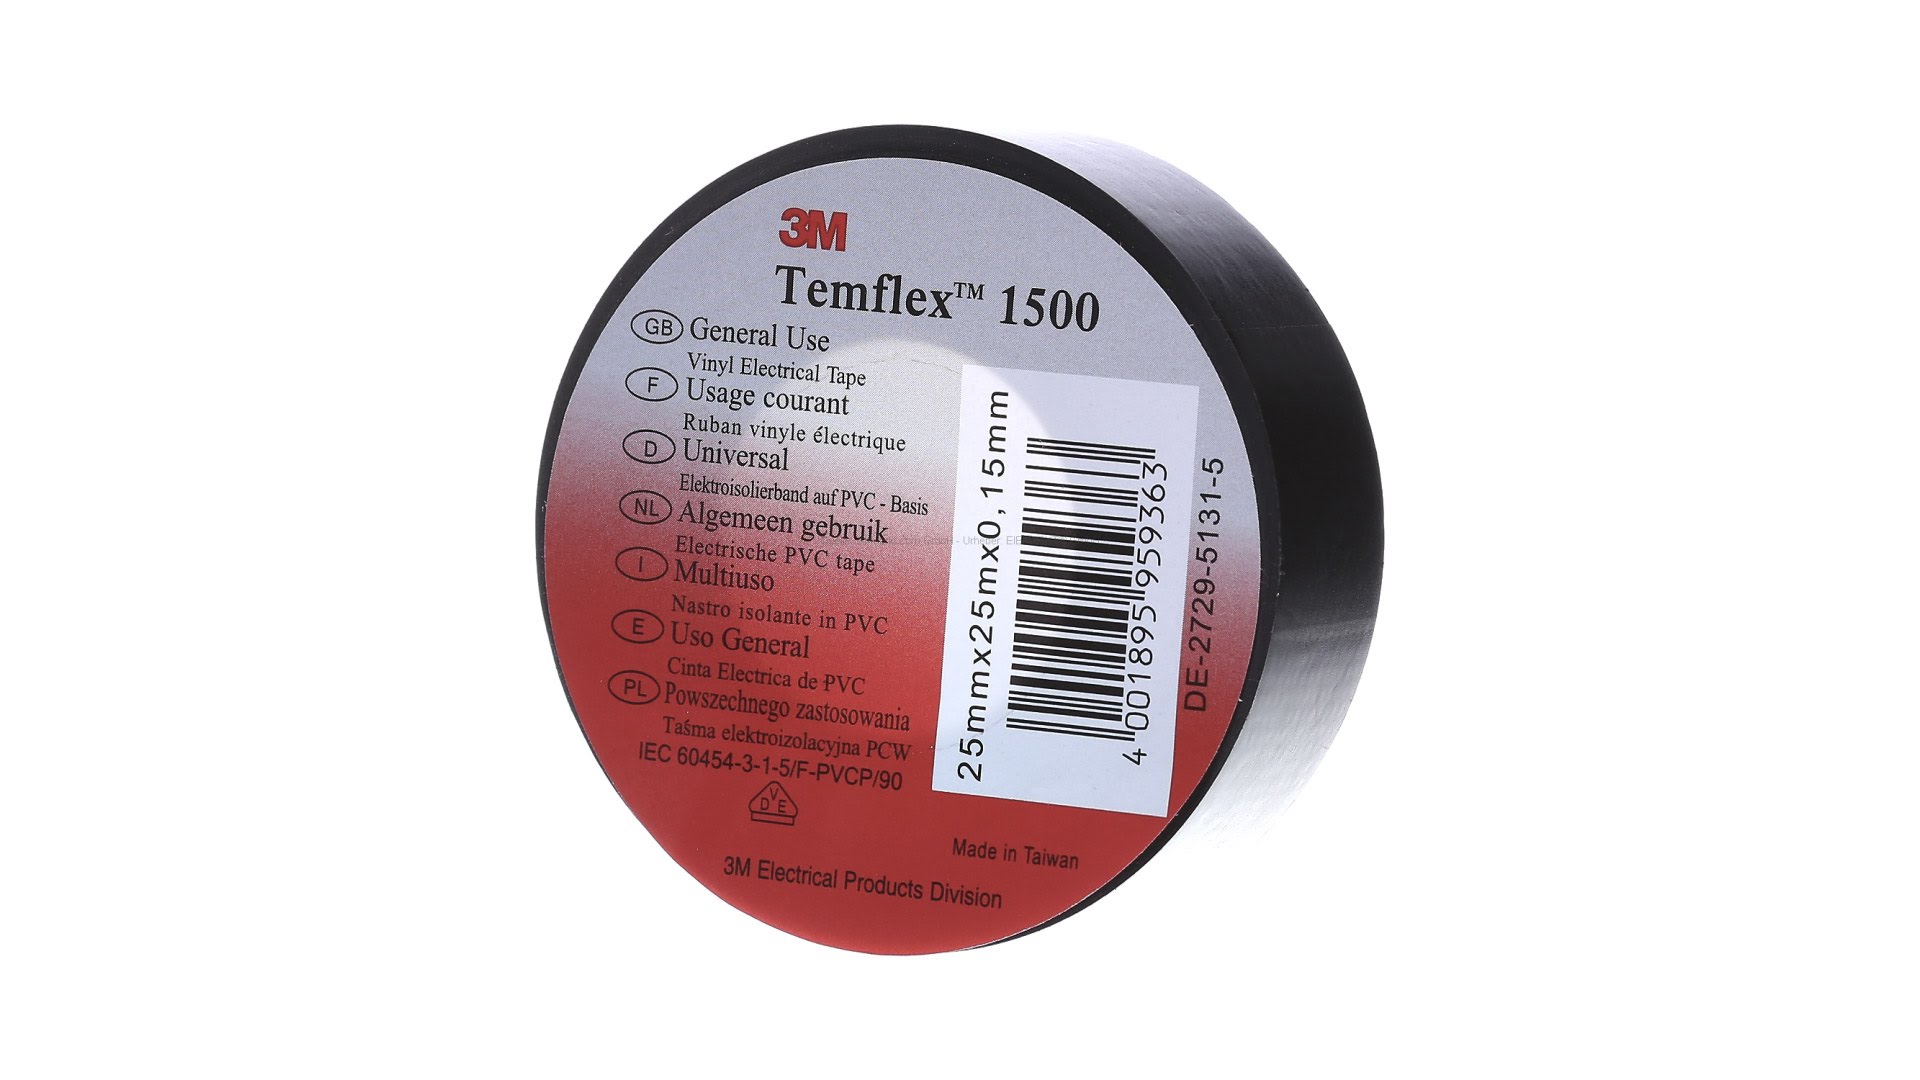 3M
Temflex™ 1500
GB General Use
Vinyl Electrical Tape
F Usage courant
Ruban vinyle électrique
D Universal
Elektroisolierband auf PVC - Basis
NL Algemeen gebruik
Electrische PVC tape
I Multiuso
Nastro isolante in PVC
E Uso General
Cinta Electrica de PVC
PL Powszechnego zastosowania
Taśma elektroizolacyjna PCW
IEC 60454-3-1-5/F-PVCP/90
VDE
Made in Taiwan
3M Electrical Products Division
25mmx25mx0,15mm
4 001895 959363
DE-2729-5131-5
GmbH - Urheber: